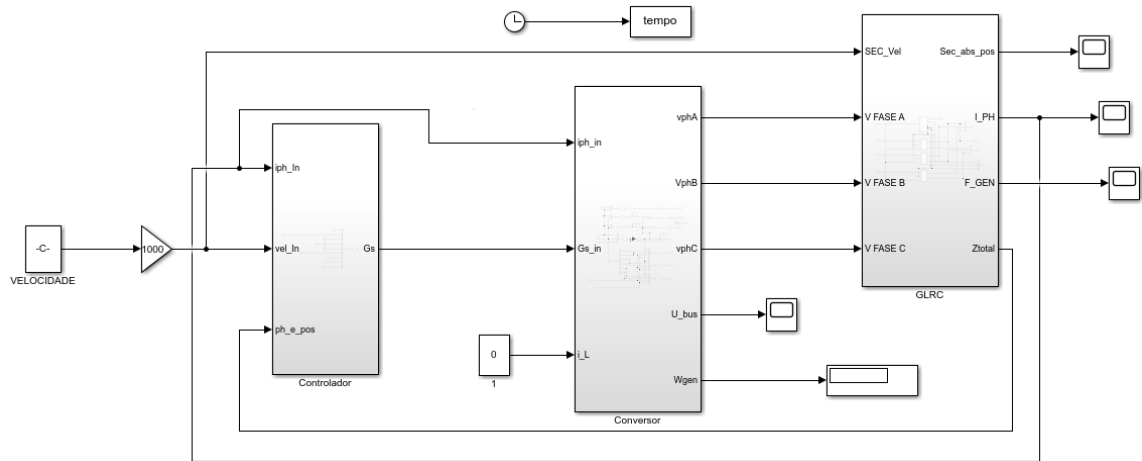 tempo
SEC_Vel
Sec_abs_pos
V FASE A
I_PH
V FASE B
F_GEN
V FASE C
Ztotal
GLRC
vphA
iph_in
VphB
Gs_in
vphC
U_bus
i_L
Wgen
Conversor
iph_In
vel_In
Gs
ph_e_pos
Controlador
-C-
VELOCIDADE
1000
0
1